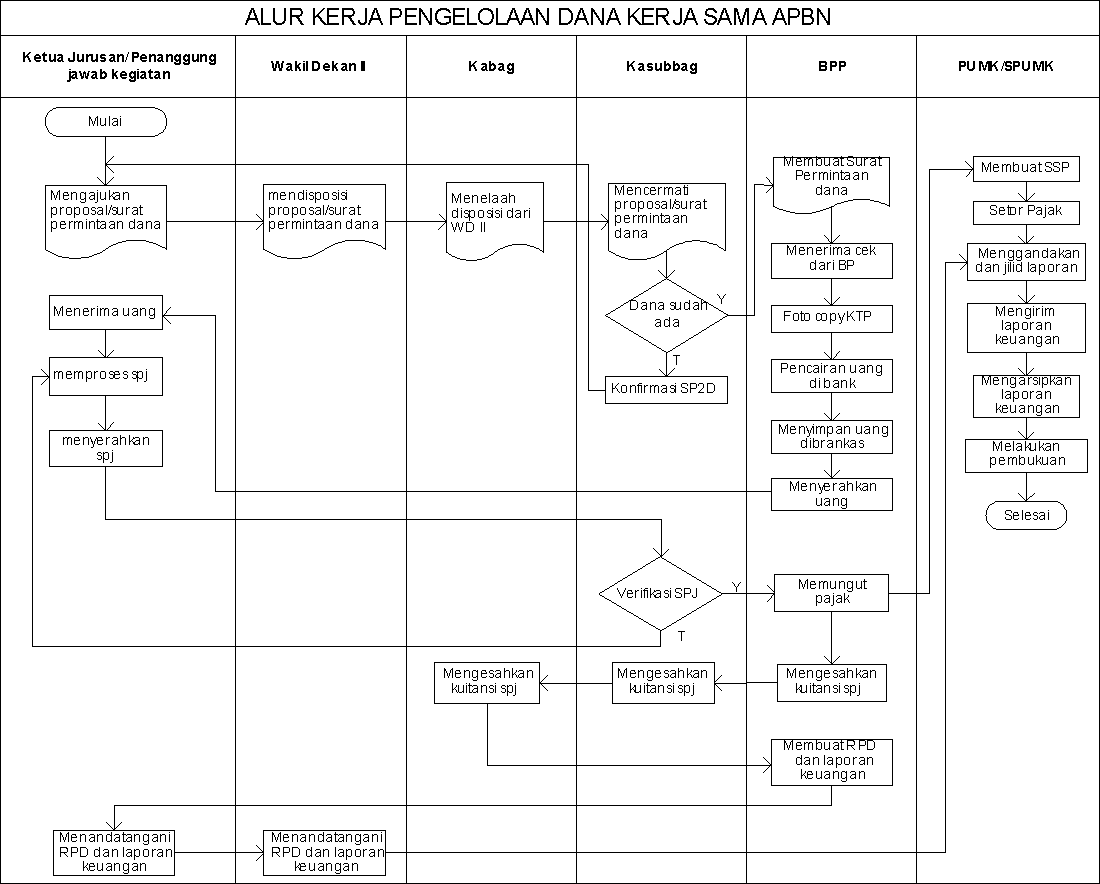 ALUR KERJA PENGELOLAAN DANA KERJA SAMA APBN
Ketua Jurusan/Penanggung
jawab kegiatan
Wakil Dekan II
Kabag
Kasubbag
BPP
PUMK/SPUMK
Mulai
Mengajukan
proposal/surat
permintaan dana
mendisposisi
proposal/surat
permintaan dana
Menelaah
disposisi dari
WD II
Mencermati
proposal/surat
permintaan
dana
Dana sudah
ada
Y
T
Konfirmasi SP2D
Membuat Surat
Permintaan
dana
Menerima cek
dari BP
Foto copy KTP
Pencairan uang
di bank
Menyimpan uang
dibrankas
Menyerahkan
uang
Menerima uang
memproses spj
menyerahkan
spj
Verifikasi SPJ
Y
T
Memungut
pajak
Mengesahkan
kuitansi spj
Mengesahkan
kuitansi spj
Mengesahkan
kuitansi spj
Membuat RPD
dan laporan
keuangan
Menandatangani
RPD dan laporan
keuangan
Menandatangani
RPD dan laporan
keuangan
Membuat SSP
Setor Pajak
Menggandakan
dan jilid laporan
Mengirim
laporan
keuangan
Mengarsipkan
laporan
keuangan
Melakukan
pembukuan
Selesai